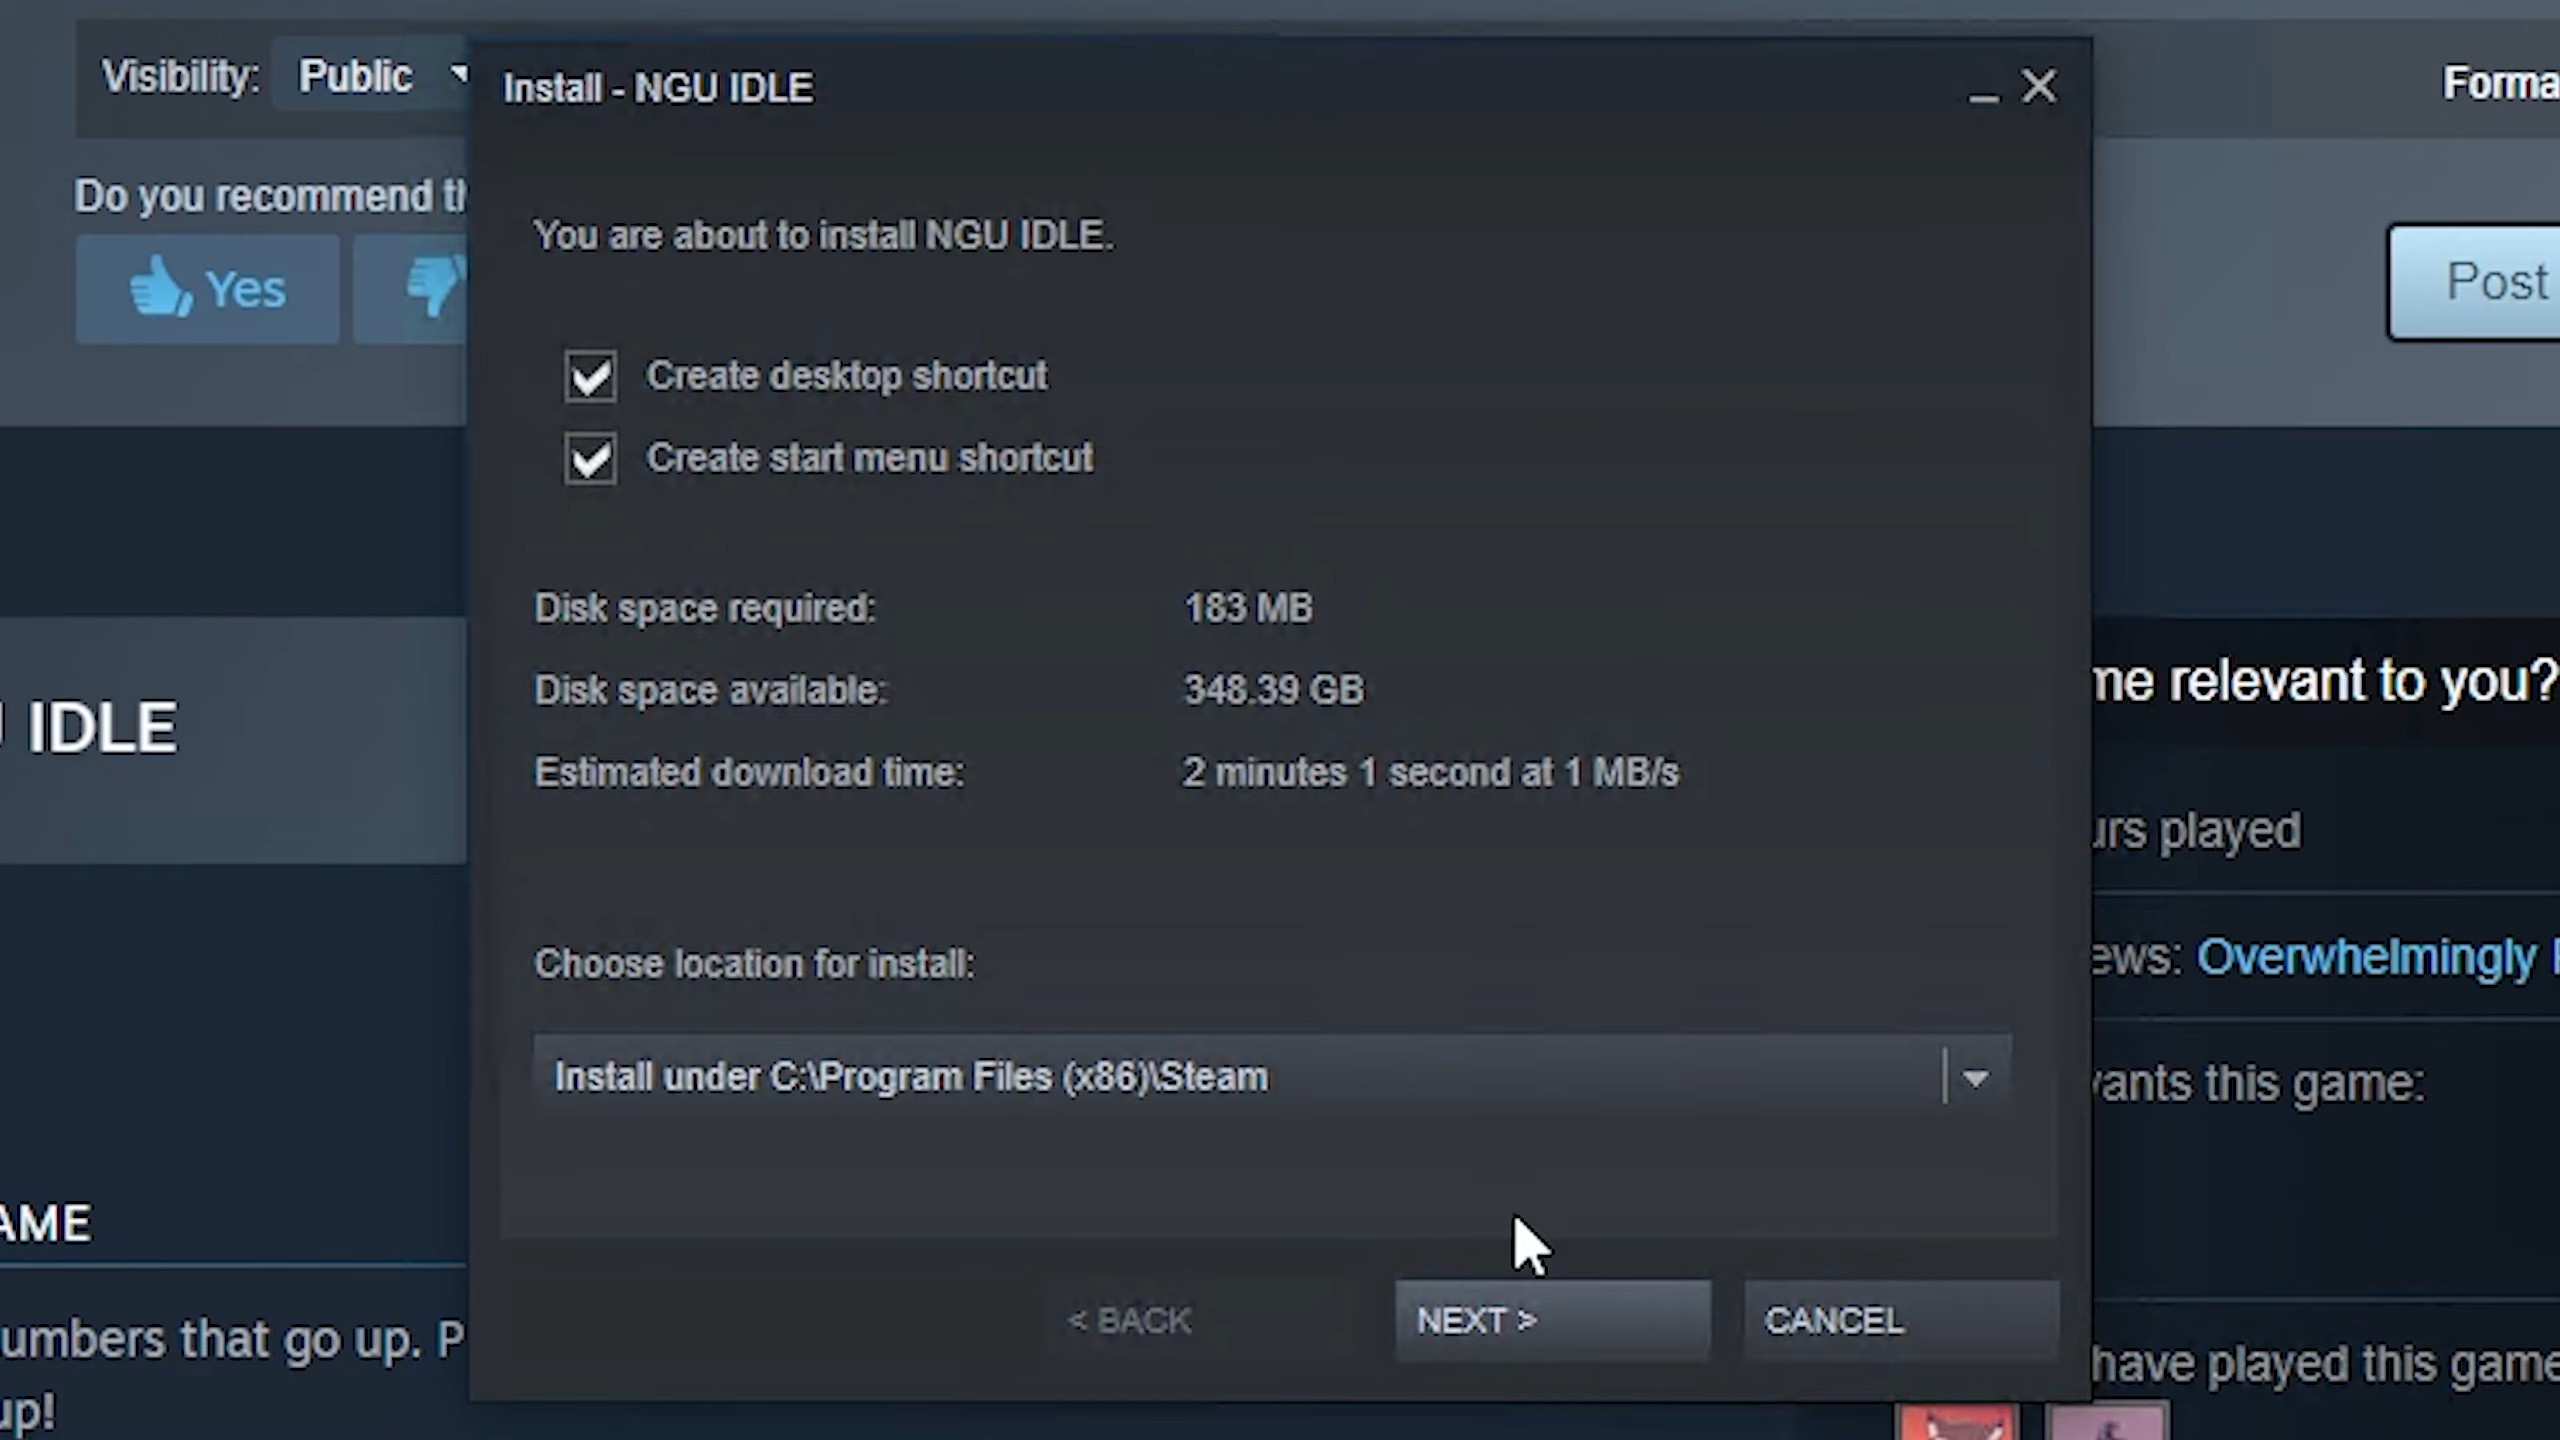 Visibility: Public
Forma
Install - NGU IDLE
Do you recommend th
Yes
Post
You are about to install NGU IDLE.
Create desktop shortcut
Create start menu shortcut
Disk space required: 183 MB
Disk space available: 348.39 GB
Estimated download time: 2 minutes 1 second at 1 MB/s
IDLE
me relevant to you?
urs played
Choose location for install:
ews: Overwhelmingly
Install under C:\Program Files (x86)\Steam
ants this game:
AME
< BACK
NEXT >
CANCEL
umbers that go up. P
up!
have played this game